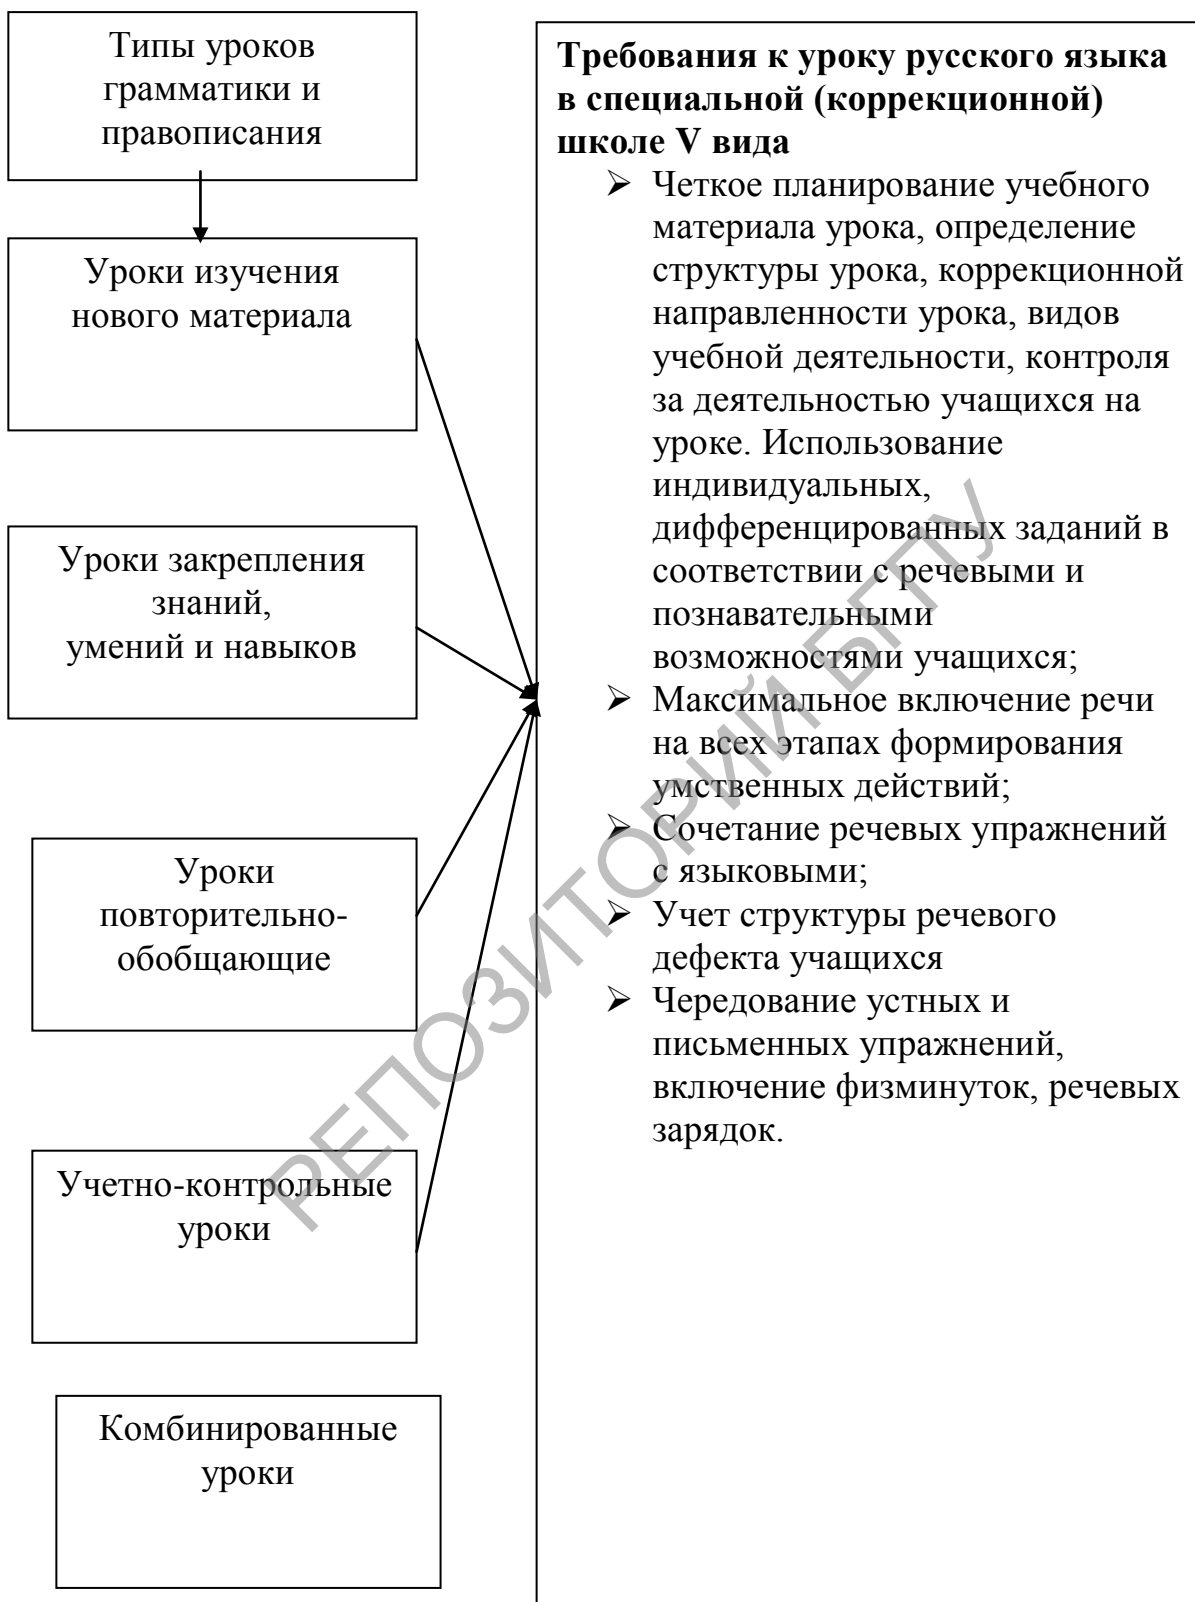 Типы уроков
грамматики и
правописания
Уроки изучения
нового материала
Уроки закрепления
знаний,
умений и навыков
Уроки
повторительно-
обобщающие
Учетно-контрольные
уроки
Комбинированные
уроки
Требования к уроку русского языка
в специальной (коррекционной)
школе V вида
➢ Четкое планирование учебного
материала урока, определение
структуры урока, коррекционной
направленности урока, видов
учебной деятельности, контроля
за деятельностью учащихся на
уроке. Использование
индивидуальных,
дифференцированных заданий в
соответствии с речевыми и
познавательными
возможностями учащихся;
➢ Максимальное включение речи
на всех этапах формирования
умственных действий;
➢ Сочетание речевых упражнений
с языковыми;
➢ Учет структуры речевого
дефекта учащихся
➢ Чередование устных и
письменных упражнений,
включение физминуток, речевых
зарядок.
РЕПОЗИТОРИЙ БГПУ